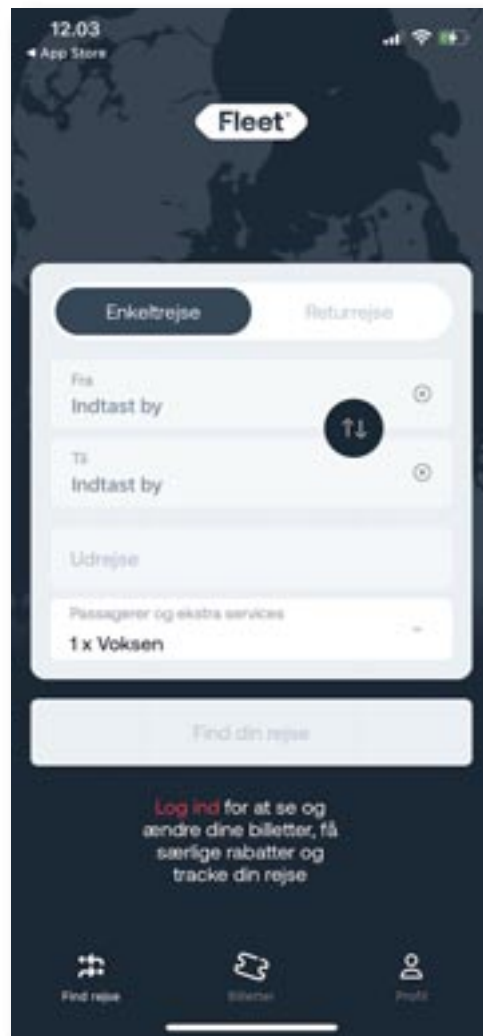 12.03
App Store
Fleet
Enkeltrejse
Returrejse
Fra
Indtast by
Til
Indtast by
Udrejse
Passagerer og ekstra services
1 x Voksen
Find din rejse
Log ind for at se og
ændre dine billetter, få
særlige rabatter og
tracke din rejse
Find rejse
Billetter
Profil